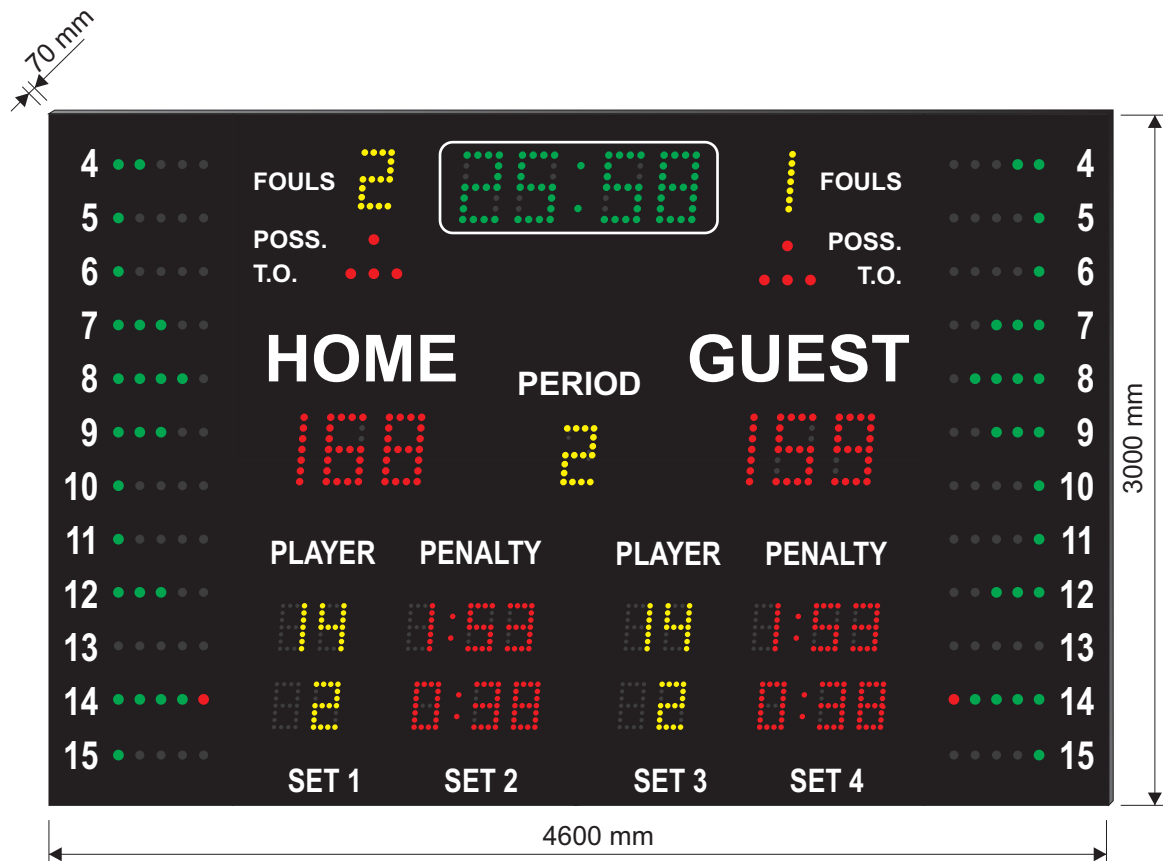 70 mm
4 FOULS 2 25:58 1 FOULS 4
5 5
POSS. POSS.
6 T.O. T.O. 6
7 7
HOME GUEST
8 PERIOD 8
9 9
168 2 159
10 10
11 11
PLAYER PENALTY PLAYER PENALTY
12 12
14 1:53 14 1:53
13 13
14 2 0:38 2 0:38 14
15 15
SET 1 SET 2 SET 3 SET 4
3000 mm
4600 mm